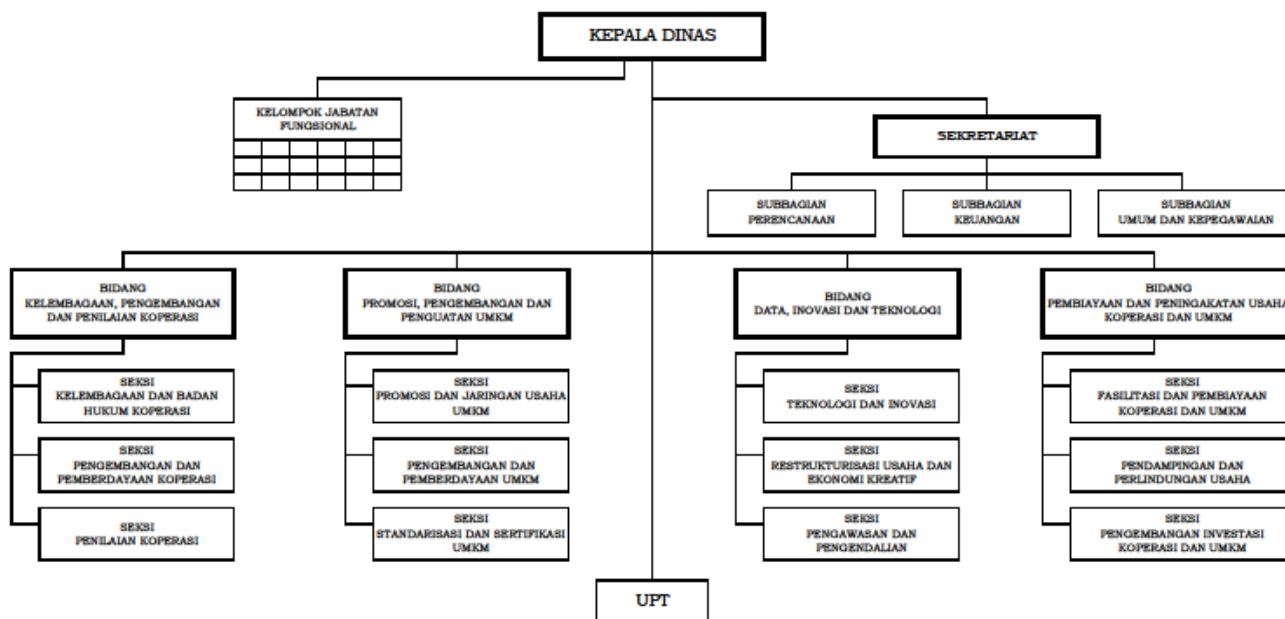 KEPALA DINAS
KELOMPOK JABATAN
FUNGSIONAL
SEKRETARIAT
SUBBAGIAN
PERENCANAAN
SUBBAGIAN
KEUANGAN
SUBBAGIAN
UMUM DAN KEPEGAWAIAN
BIDANG
KELEMBAGAAN, PENGEMBANGAN
DAN PENILAIAN KOPERASI
BIDANG
PROMOSI, PENGEMBANGAN DAN
PENGUATAN UMKM
BIDANG
DATA, INOVASI DAN TEKNOLOGI
BIDANG
PEMBIAYAAN DAN PENINGAKATAN USAHA
KOPERASI DAN UMKM
SEKSI
KELEMBAGAAN DAN BADAN
HUKUM KOPERASI
SEKSI
PROMOSI DAN JARINGAN USAHA
UMKM
SEKSI
TEKNOLOGI DAN INOVASI
SEKSI
FASILITASI DAN PEMBIAYAAN
KOPERASI DAN UMKM
SEKSI
PENGEMBANGAN DAN
PEMBERDAYAAN KOPERASI
SEKSI
PENGEMBANGAN DAN
PEMBERDAYAAN UMKM
SEKSI
RESTRUKTURISASI USAHA DAN
EKONOMI KREATIF
SEKSI
PENDAMPINGAN DAN
PERLINDUNGAN USAHA
SEKSI
PENILAIAN KOPERASI
SEKSI
STANDARISASI DAN SERTIFIKASI
UMKM
SEKSI
PENGAWASAN DAN
PENGENDALIAN
SEKSI
PENGEMBANGAN INVESTASI
KOPERASI DAN UMKM
UPT